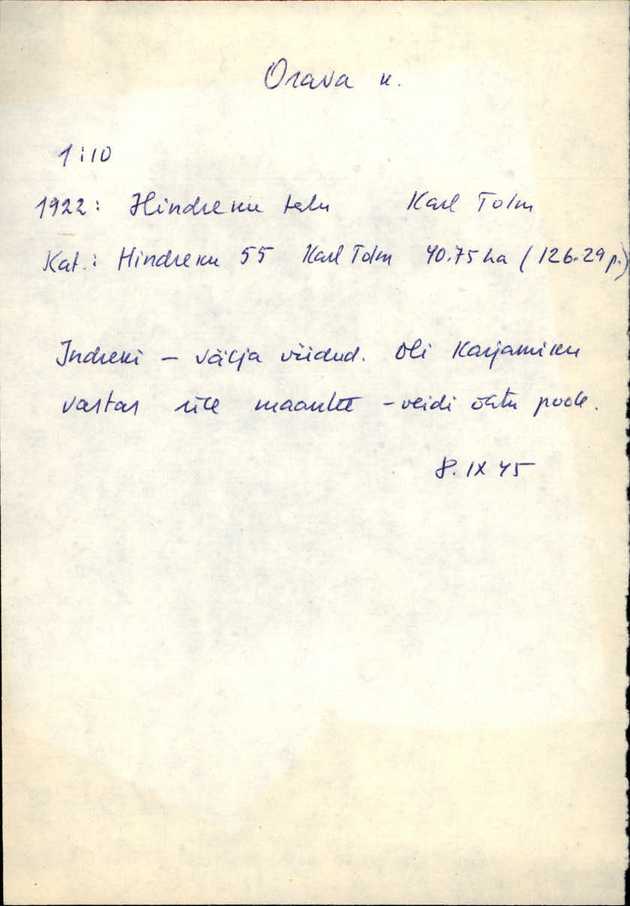 Orava k.
1:10
1922: Hindreku talu Karl Tolm
Kat.: Hindreku 55 Karl Tolm 40.75 ha (126.29 p.)
Indreki – välja viidud. Oli Karjamiku
vastas üle maantee – veidi õhtu poole.
8. IX 45